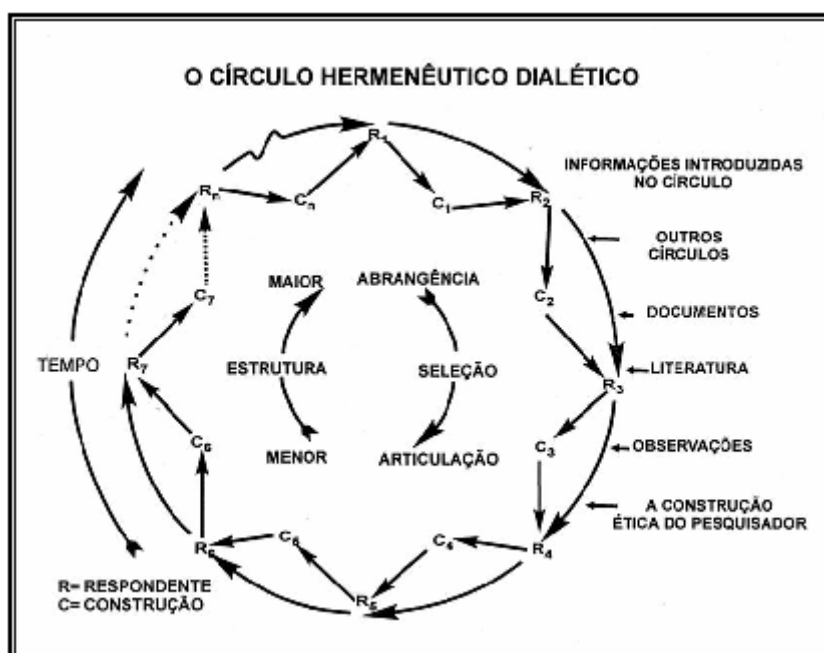 O CÍRCULO HERMENÊUTICO DIALÉTICO
R1
C1
R2
INFORMAÇÕES INTRODUZIDAS
NO CÍRCULO
OUTROS
CÍRCULOS
C2
DOCUMENTOS
R3
LITERATURA
C3
OBSERVAÇÕES
R4
A CONSTRUÇÃO
ÉTICA DO PESQUISADOR
C4
R5
C5
R6
C6
R7
C7
Rn
Cn
TEMPO
MAIOR
ESTRUTURA
MENOR
ABRANGÊNCIA
SELEÇÃO
ARTICULAÇÃO
R= RESPONDENTE
C= CONSTRUÇÃO